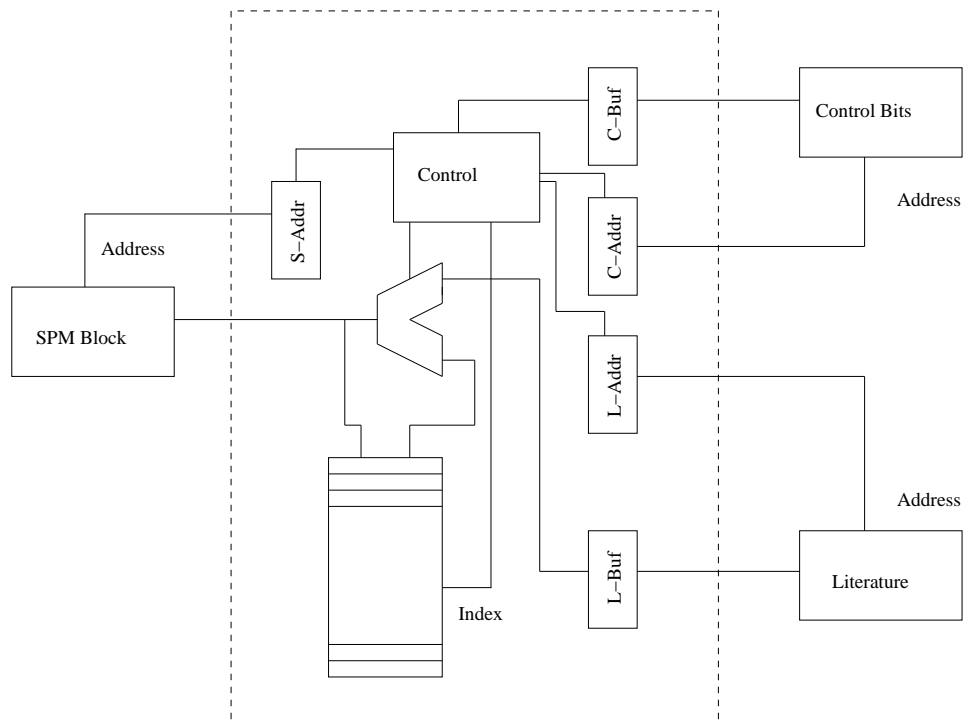 C−Buf
Control Bits
Control
S−Addr
C−Addr
Address
Address
SPM Block
L−Addr
Address
L−Buf
Literature
Index